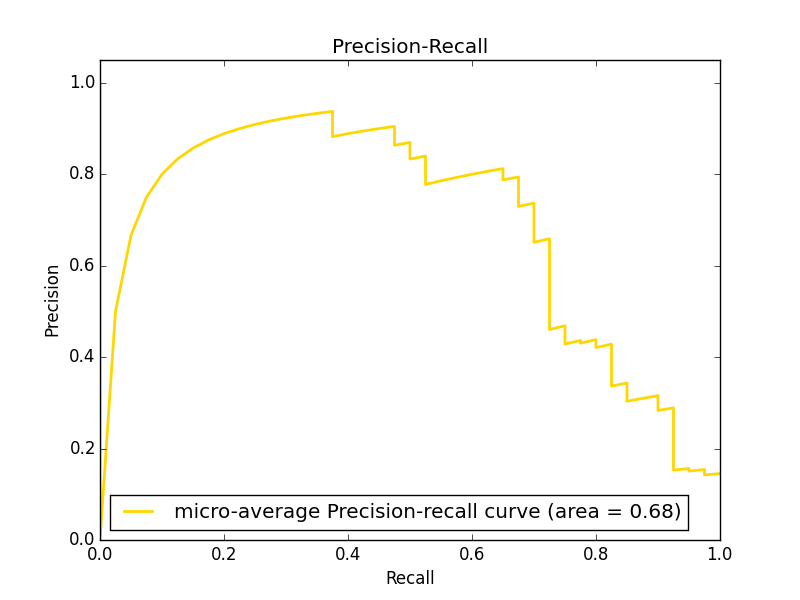 Precision-Recall
1.0
0.8
0.6
0.4
0.2
0.0
Precision
micro-average Precision-recall curve (area = 0.68)
0.0 0.2 0.4 0.6 0.8 1.0
Recall